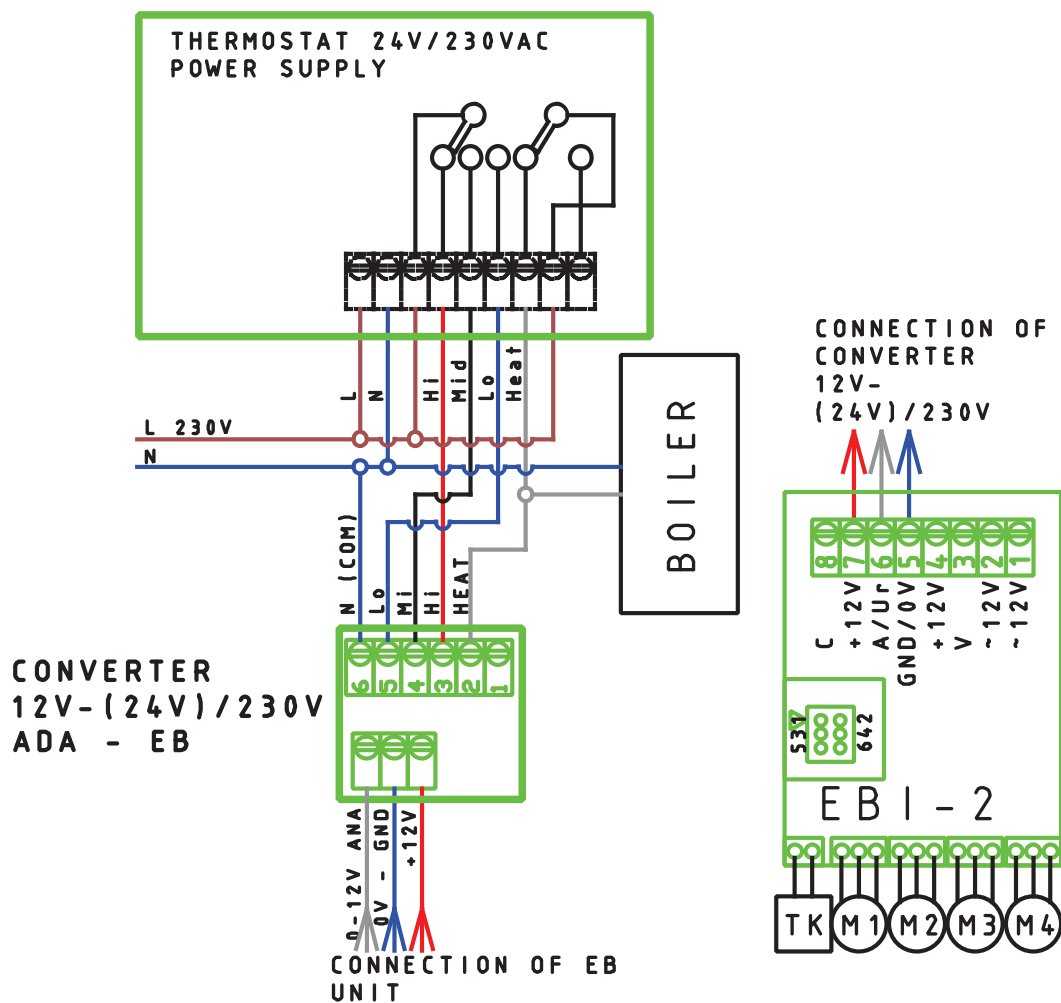 THERMOSTAT 24V/230VAC
POWER SUPPLY
L
N
Hi
Mid
Lo
Heat
L 230V
N
BOILER
N (COM)
Lo
Mi
Hi
HEAT
6
5
4
3
2
1
CONVERTER
12V-(24V)/230V
ADA - EB
0-12V ANA
0V - GND
+12V
CONNECTION OF EB
UNIT
CONNECTION OF
CONVERTER
12V-
(24V)/230V
8
7
6
5
4
3
2
1
C
+12V
A/Ur
GND/0V
+12V
V
~12V
~12V
531
642
EBI-2
TK
M1
M2
M3
M4